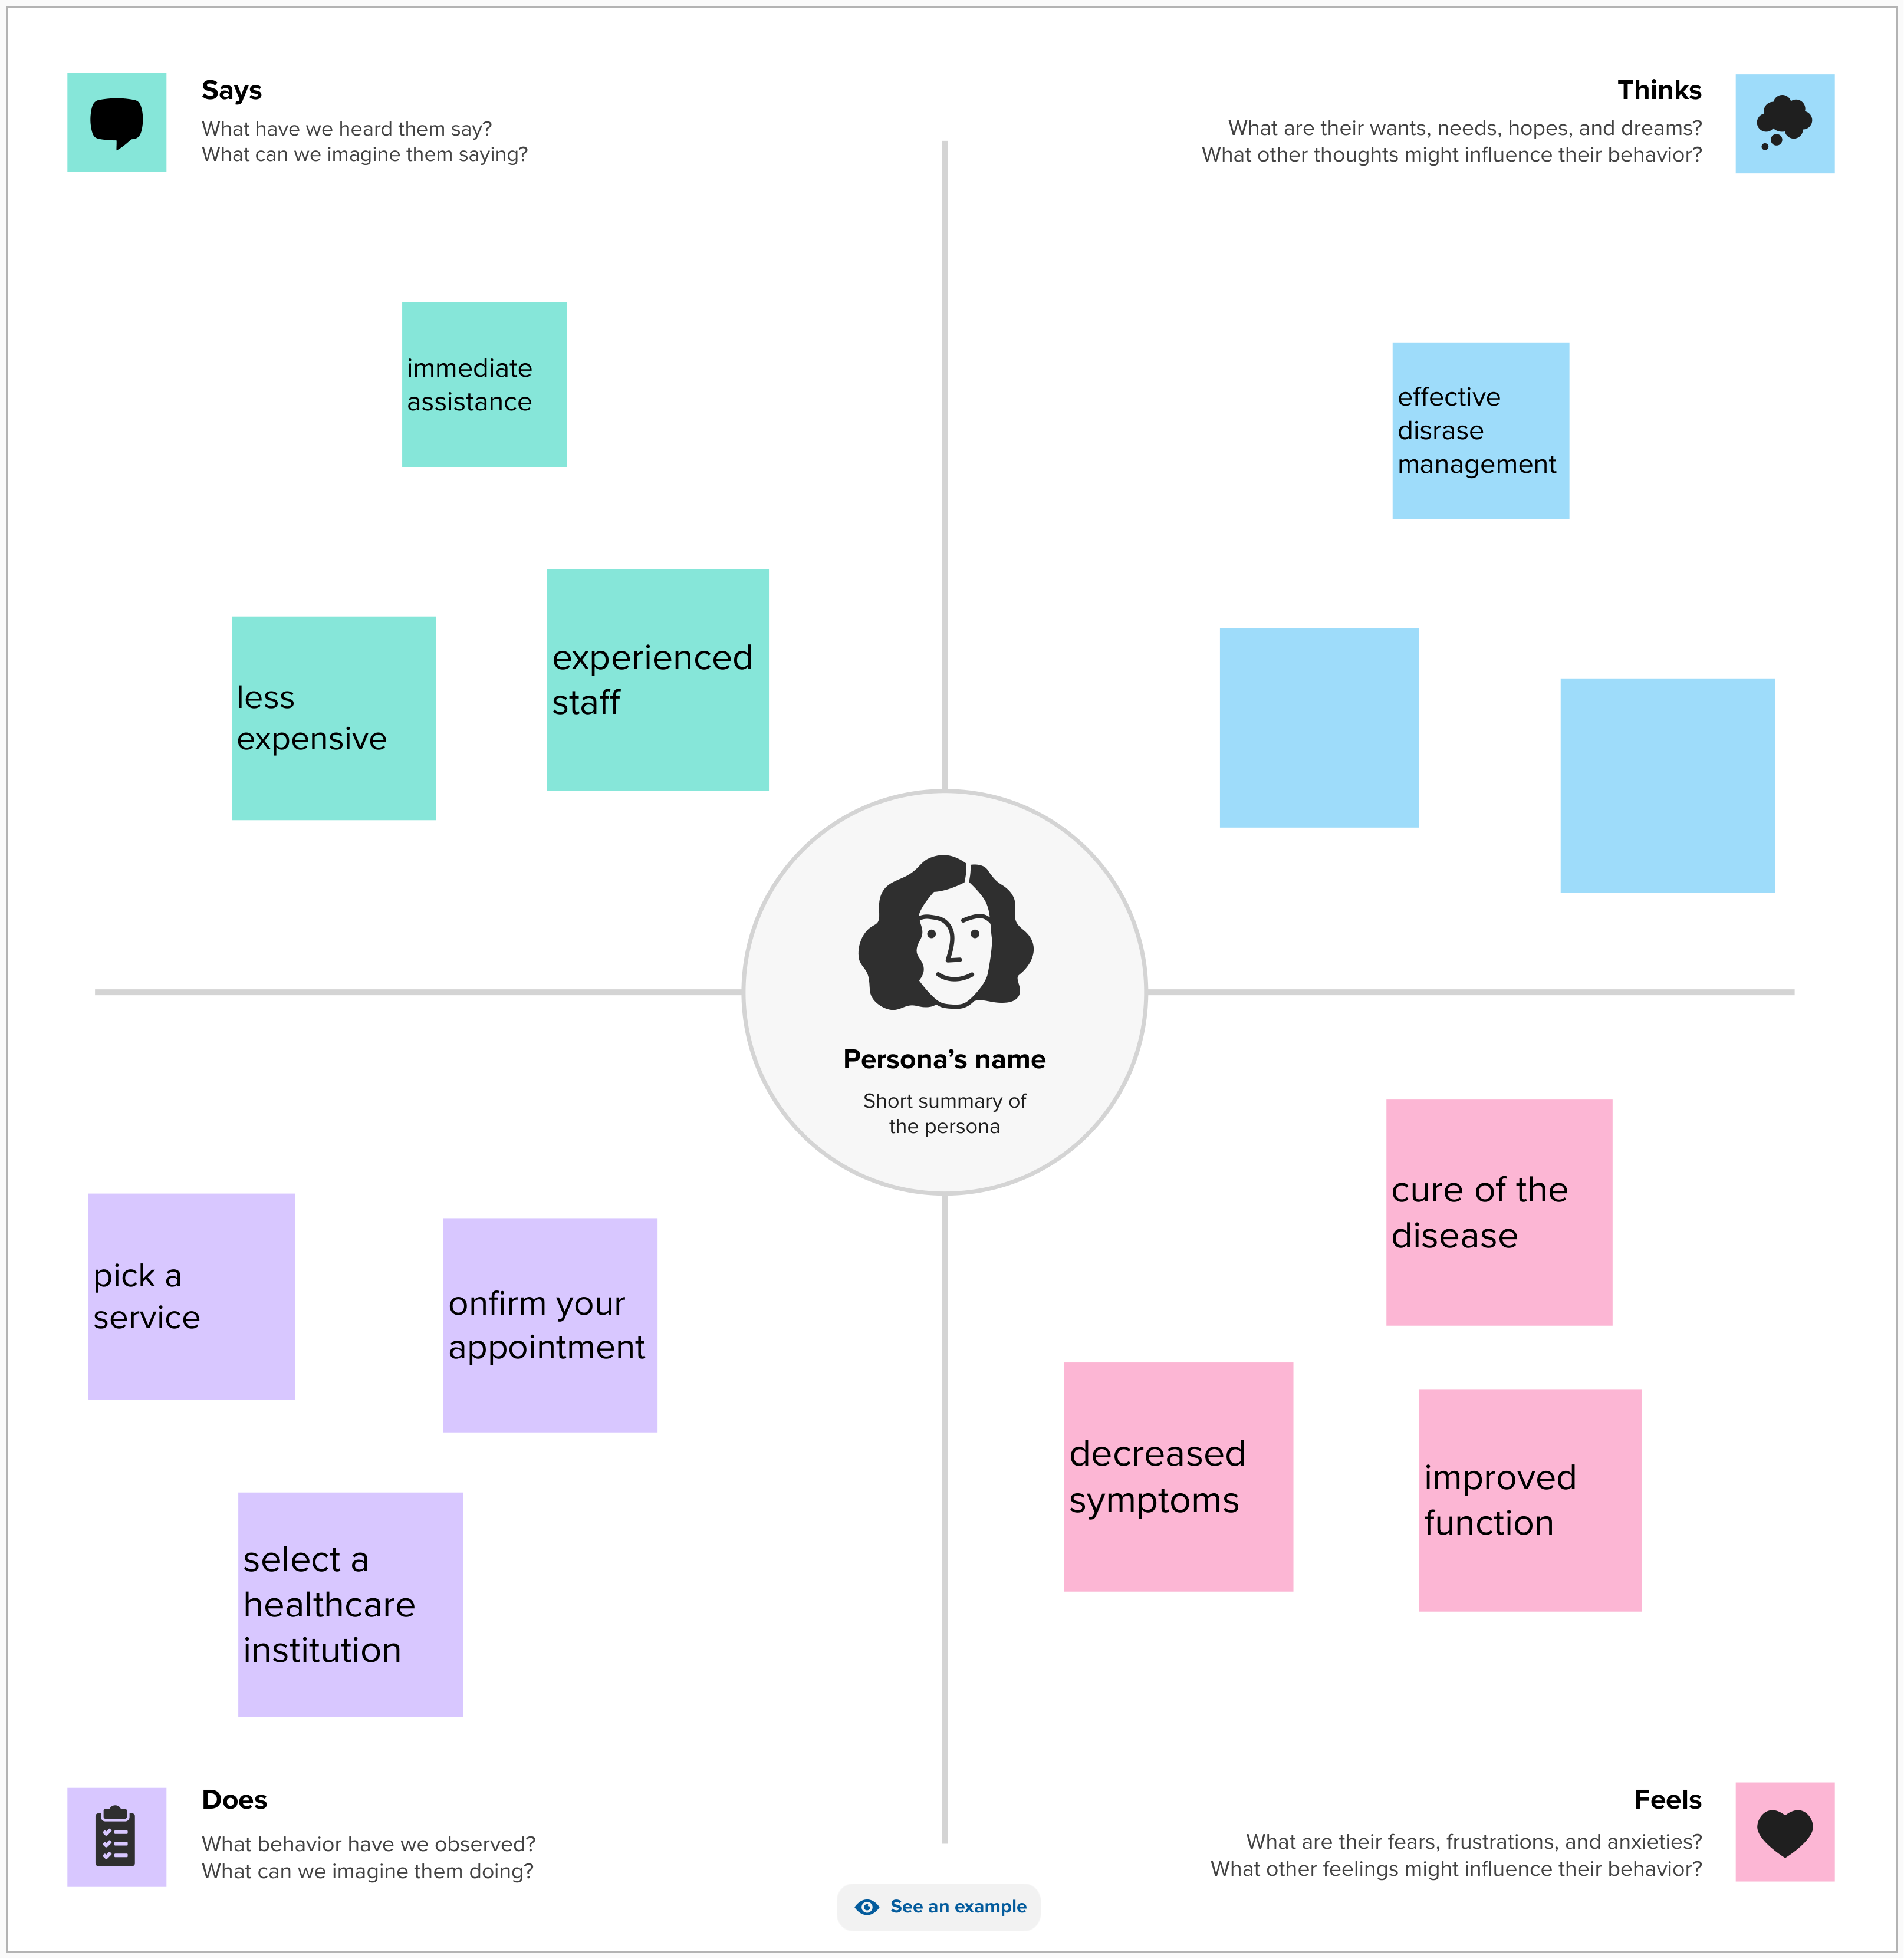 Says
What have we heard them say?
What can we imagine them saying?
Thinks
What are their wants, needs, hopes, and dreams?
What other thoughts might influence their behavior?
immediate
assistance
less
expensive
experienced
staff
effective
disrase
management
Persona’s name
Short summary of
the persona
pick a
service
onfirm your
appointment
select a
healthcare
institution
cure of the
disease
decreased
symptoms
improved
function
Does
What behavior have we observed?
What can we imagine them doing?
Feels
What are their fears, frustrations, and anxieties?
What other feelings might influence their behavior?
See an example